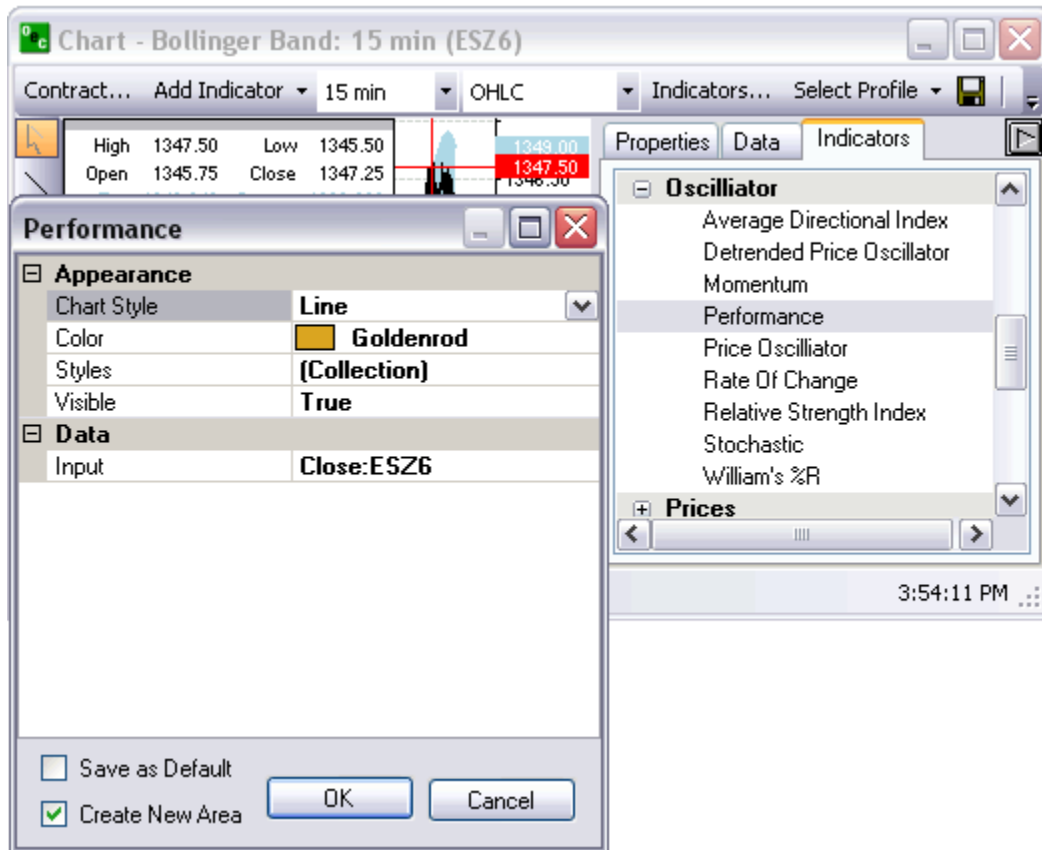 Oec Chart - Bollinger Band: 15 min (ESZ6)
Contract... Add Indicator 15 min OHLC Indicators... Select Profile
High 1347.50 Low 1345.50
Open 1345.75 Close 1347.25
1349.00
1347.50
Properties Data Indicators
Oscilliator
Average Directional Index
Detrended Price Oscillator
Momentum
Performance
Price Oscilliator
Rate Of Change
Relative Strength Index
Stochastic
William's %R
Prices
3:54:11 PM
Performance
Appearance
Chart Style Line
Color Goldenrod
Styles (Collection)
Visible True
Data
Input Close:ESZ6
Save as Default
Create New Area
OK Cancel